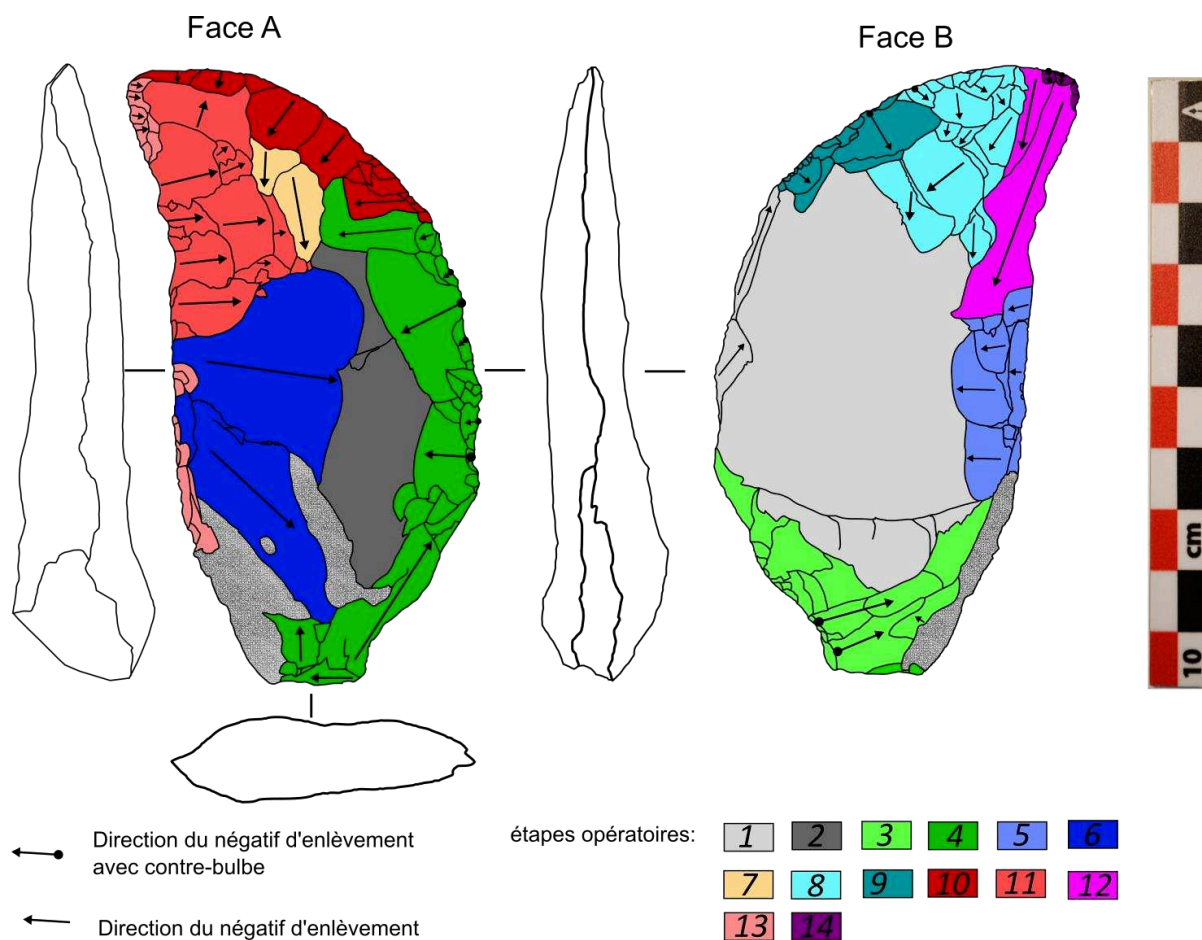 Face A
Face B
cm
10
Direction du négatif d'enlèvement
avec contre-bulbe
Direction du négatif d'enlèvement
étapes opératoires:
1 2 3 4 5 6
7 8 9 10 11 12
13 14